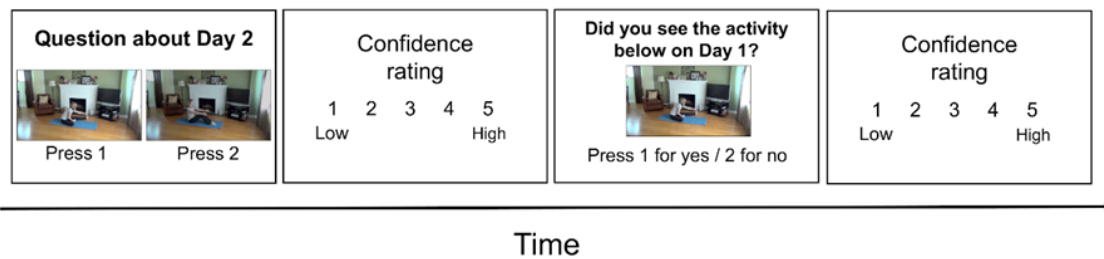 Question about Day 2
Press 1 Press 2
Confidence
rating
1 2 3 4 5
Low High
Did you see the activity
below on Day 1?
Press 1 for yes / 2 for no
Confidence
rating
1 2 3 4 5
Low High
Time